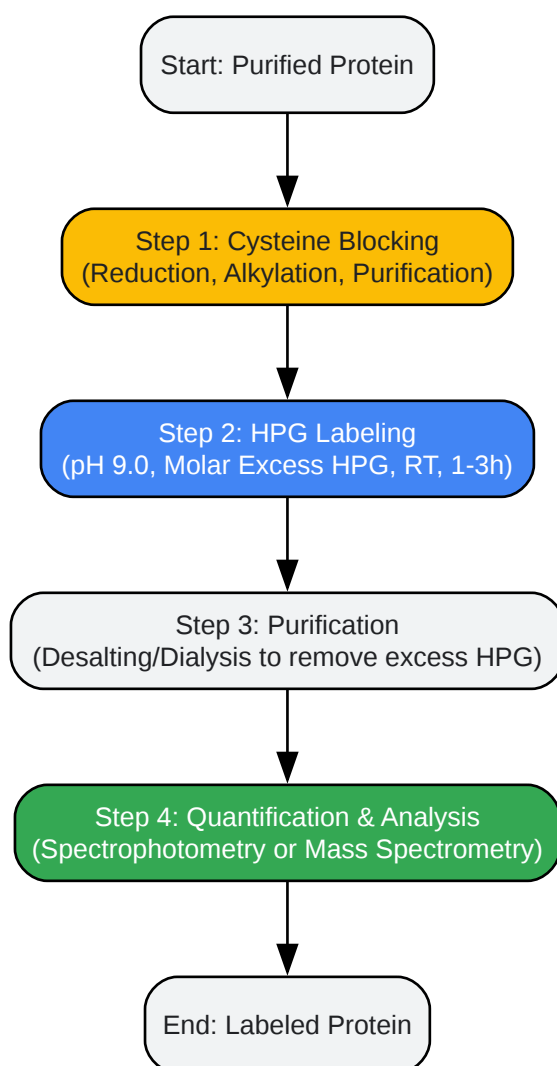 Start: Purified Protein
Step 1: Cysteine Blocking
(Reduction, Alkylation, Purification)
Step 2: HPG Labeling
(pH 9.0, Molar Excess HPG, RT, 1-3h)
Step 3: Purification
(Desalting/Dialysis to remove excess HPG)
Step 4: Quantification & Analysis
(Spectrophotometry or Mass Spectrometry)
End: Labeled Protein